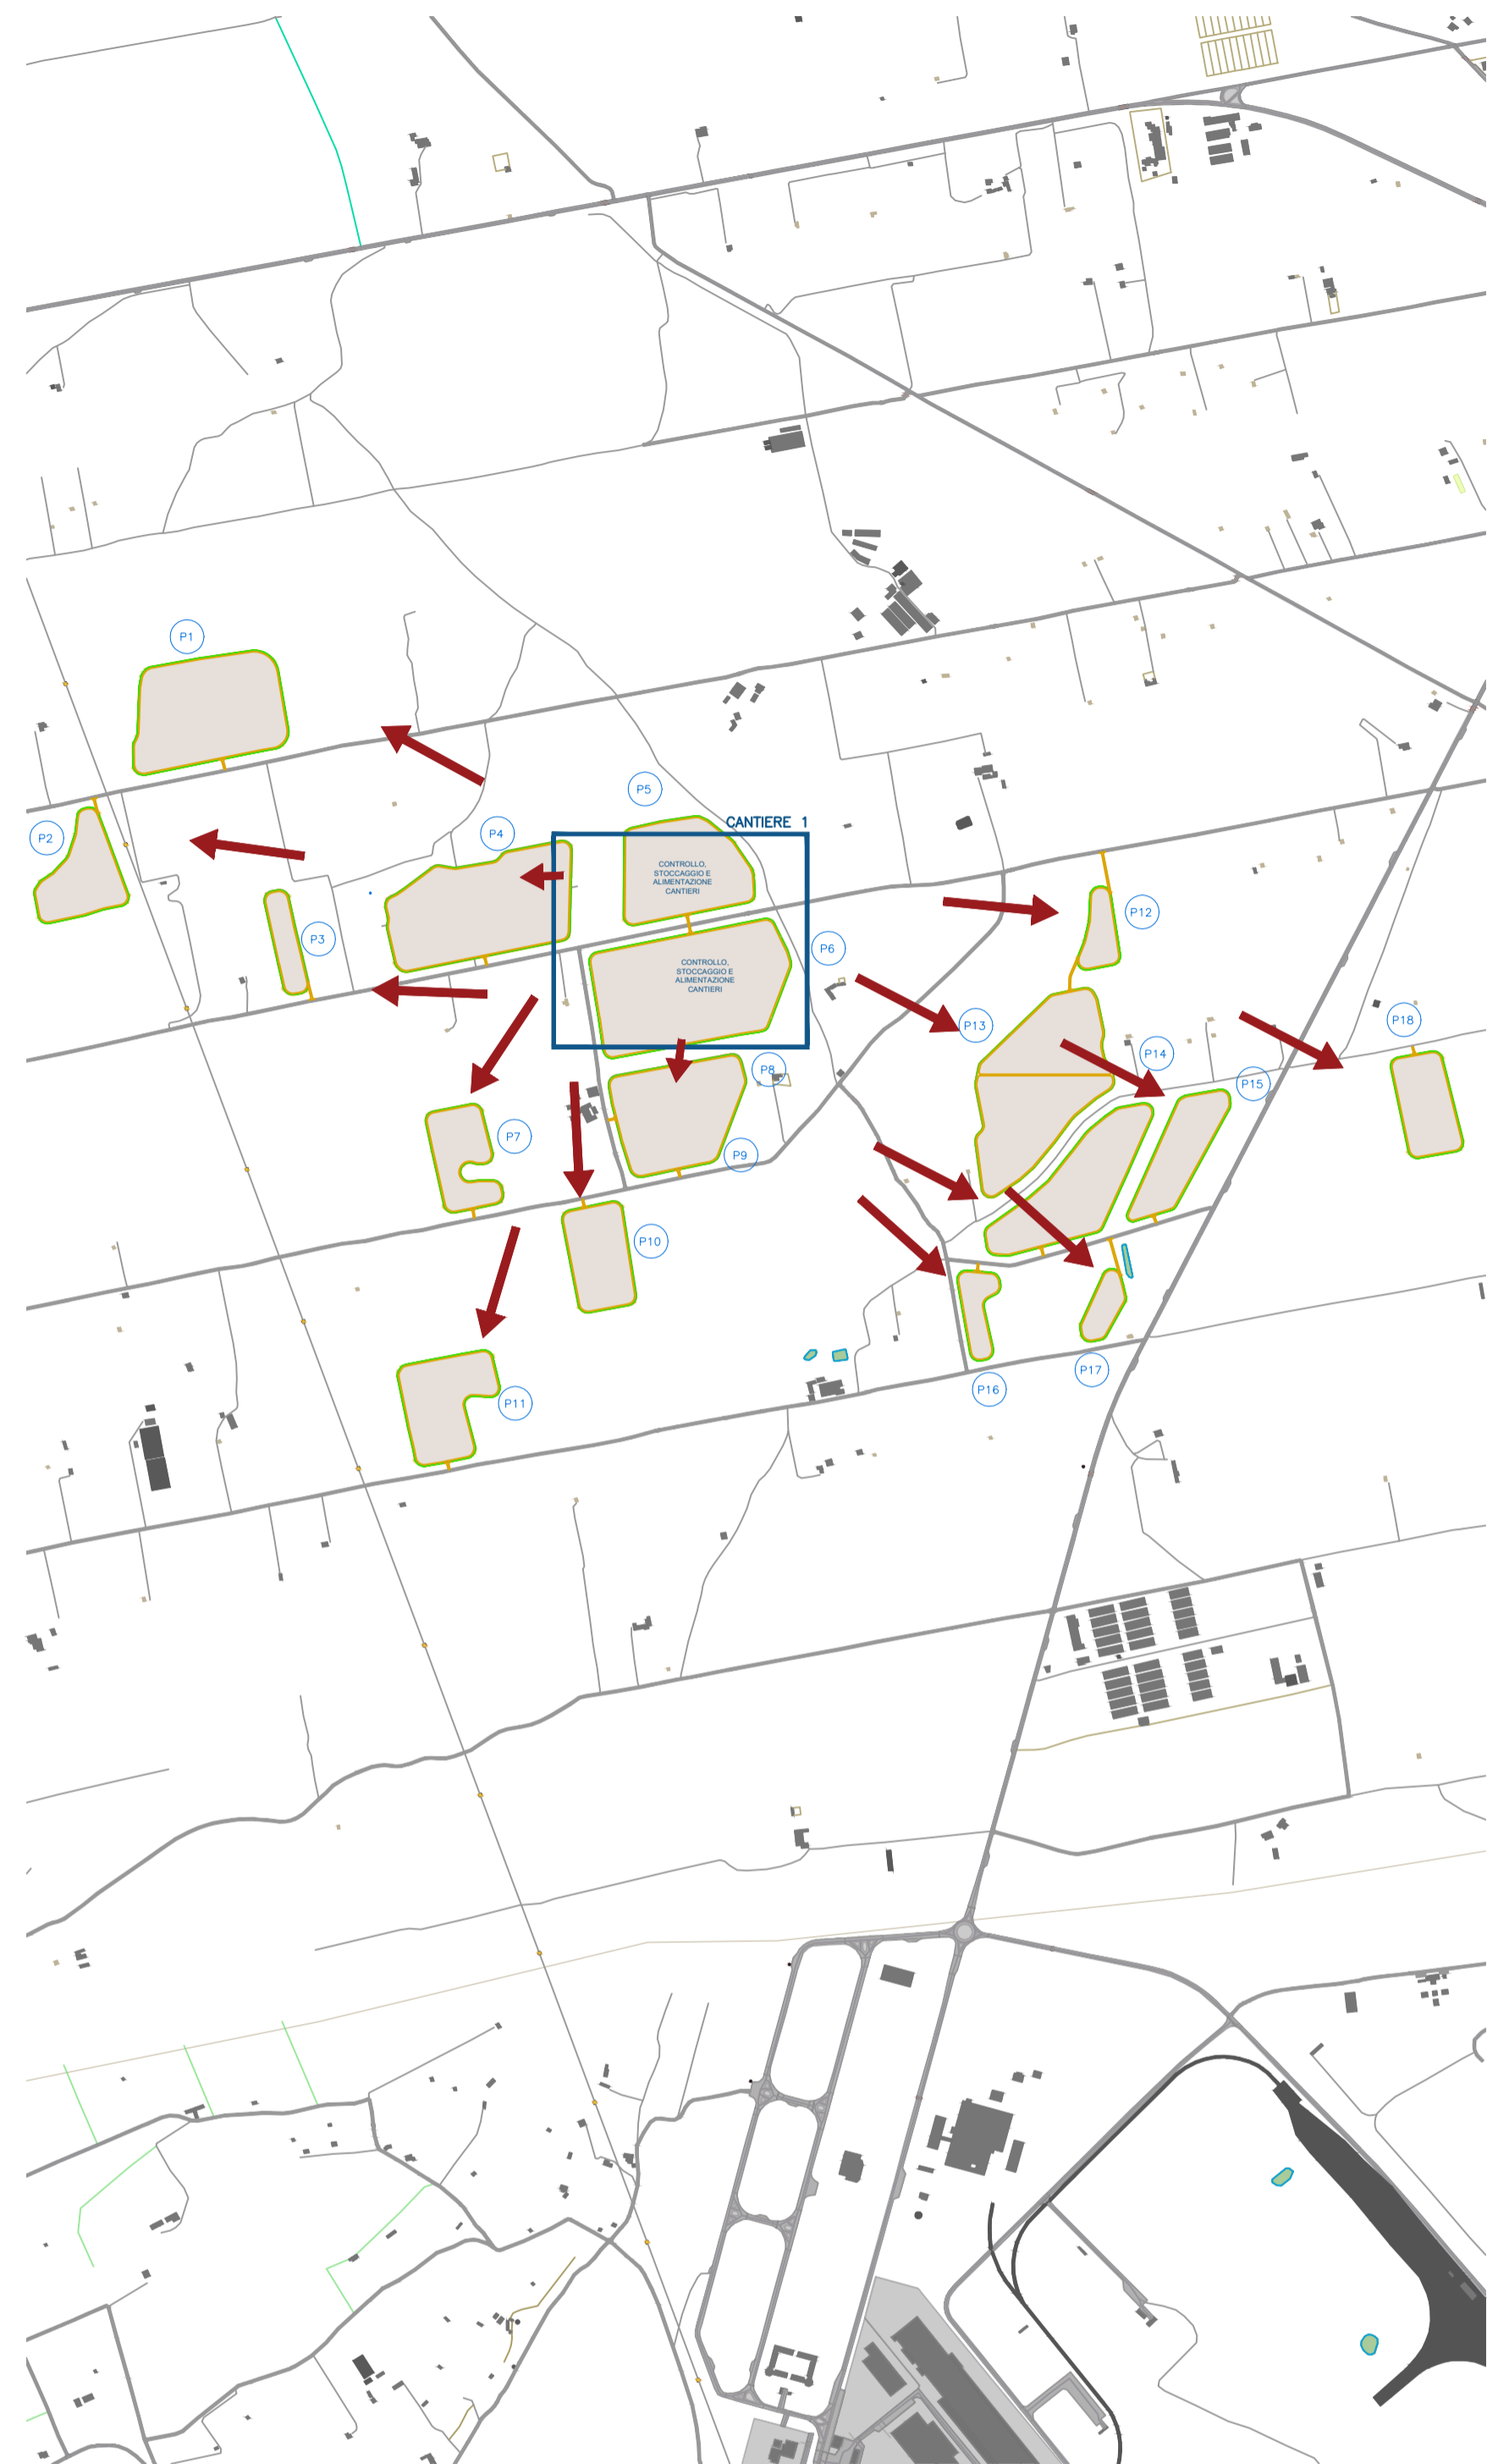 P1
P5
CANTIERE 1
P4
P2
CONTROLLO,
STOCCAGGIO E
ALIMENTAZIONE
CANTIERI
P12
P3
P6
CONTROLLO,
STOCCAGGIO E
ALIMENTAZIONE
CANTIERI
P18
P13
P14
P8
P15
P7
P9
P10
P17
P16
P11